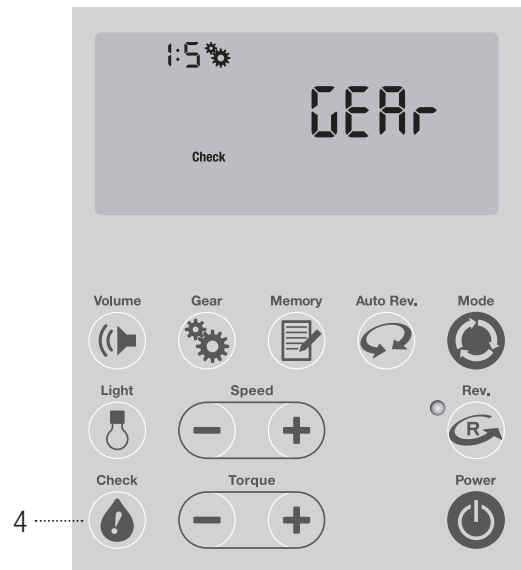 1:5
GEAr
Check
Volume Gear Memory Auto Rev. Mode
Light Speed Rev.
R
Check Torque Power
4